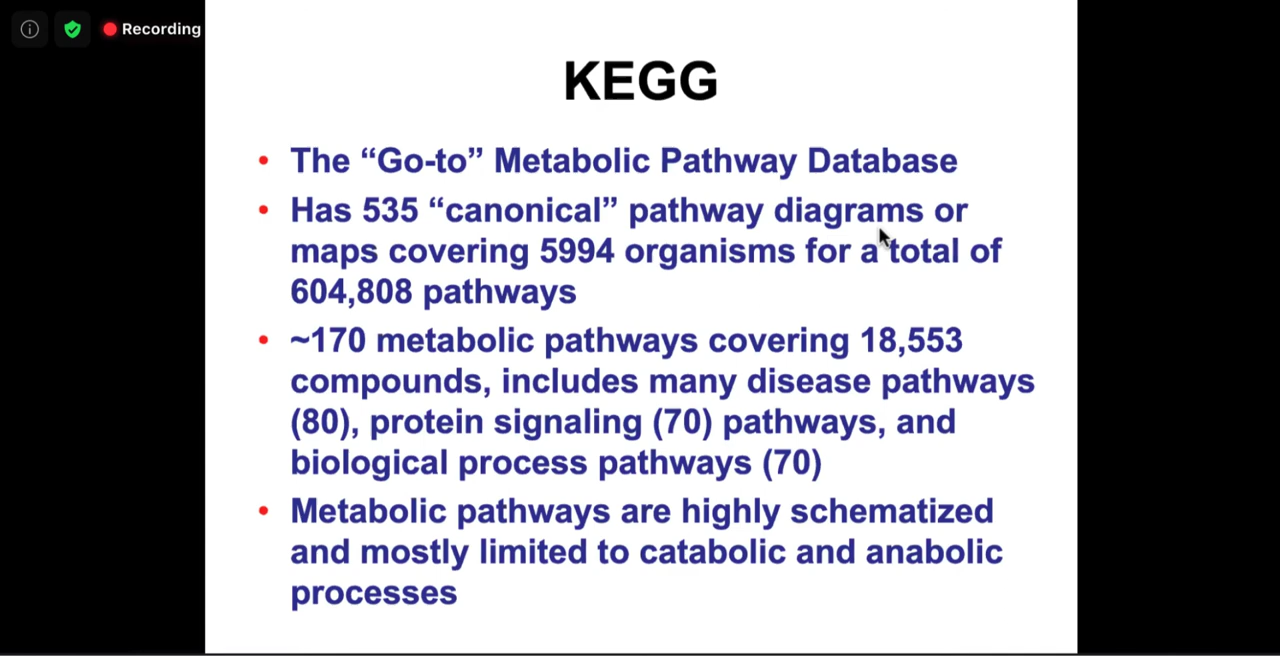 Recording
KEGG
• The “Go-to” Metabolic Pathway Database
• Has 535 “canonical” pathway diagrams or
maps covering 5994 organisms for a total of
604,808 pathways
• ~170 metabolic pathways covering 18,553
compounds, includes many disease pathways
(80), protein signaling (70) pathways, and
biological process pathways (70)
• Metabolic pathways are highly schematized
and mostly limited to catabolic and anabolic
processes